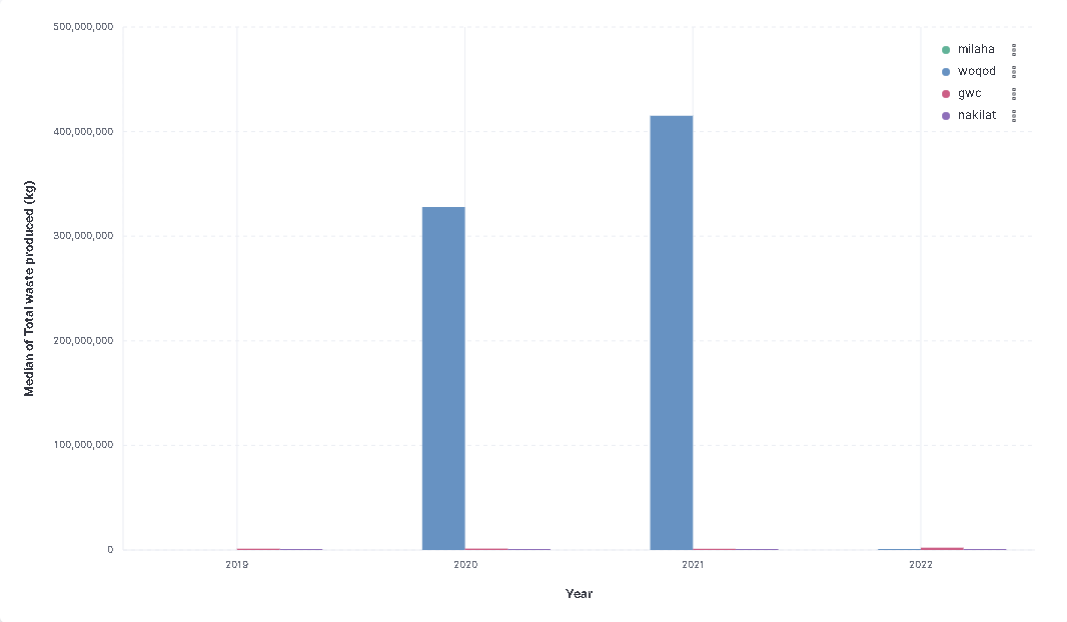 500,000,000
400,000,000
300,000,000
200,000,000
100,000,000
0
Median of Total waste produced (kg)
milaha
woqod
gwc
nakilat
2019 2020 2021 2022
Year